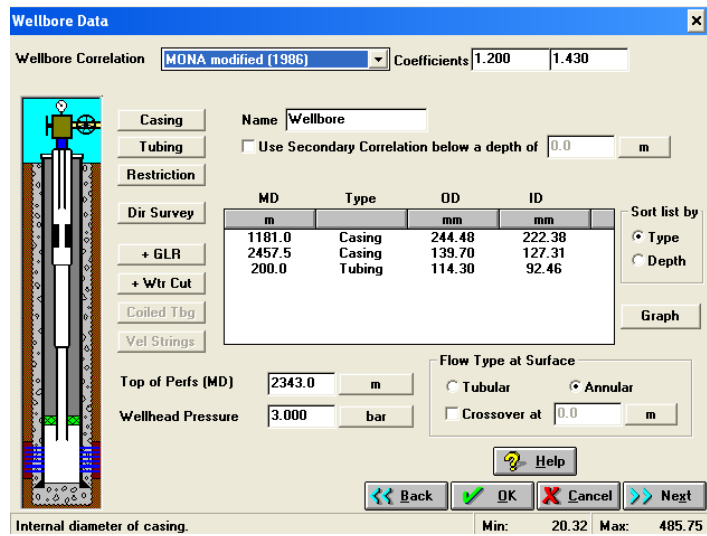 Wellbore Data
Wellbore Correlation MONA modified (1986) Coefficients 1.200 1.430
Casing Name Wellbore
Tubing Use Secondary Correlation below a depth of 0.0 m
Restriction
MD Type OD ID
Dir Survey m mm mm Sort list by
1181.0 Casing 244.48 222.38 Type
+ GLR 2457.5 Casing 139.70 127.31 Depth
200.0 Tubing 114.30 92.46
+ Wtr Cut
Coiled Tbg Graph
Vel Strings
Flow Type at Surface
Top of Perfs (MD) 2343.0 m Tubular Annular
Wellhead Pressure 3.000 bar Crossover at 0.0 m
Help
Back OK Cancel Next
Internal diameter of casing. Min: 20.32 Max: 485.75